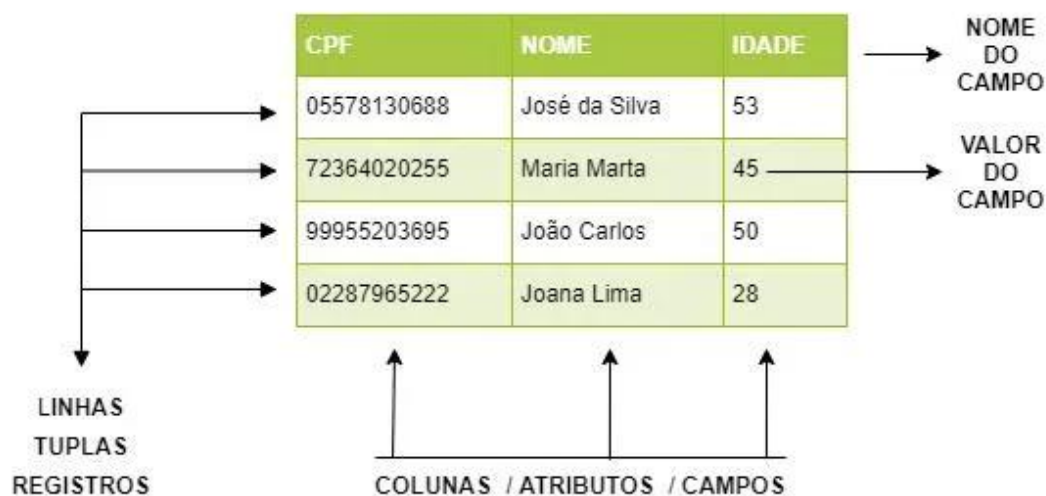 CPF NOME IDADE
05578130688 José da Silva 53
72364020255 Maria Marta 45
99955203695 João Carlos 50
02287965222 Joana Lima 28
NOME
DO
CAMPO
VALOR
DO
CAMPO
LINHAS
TUPLAS
REGISTROS
COLUNAS / ATRIBUTOS / CAMPOS